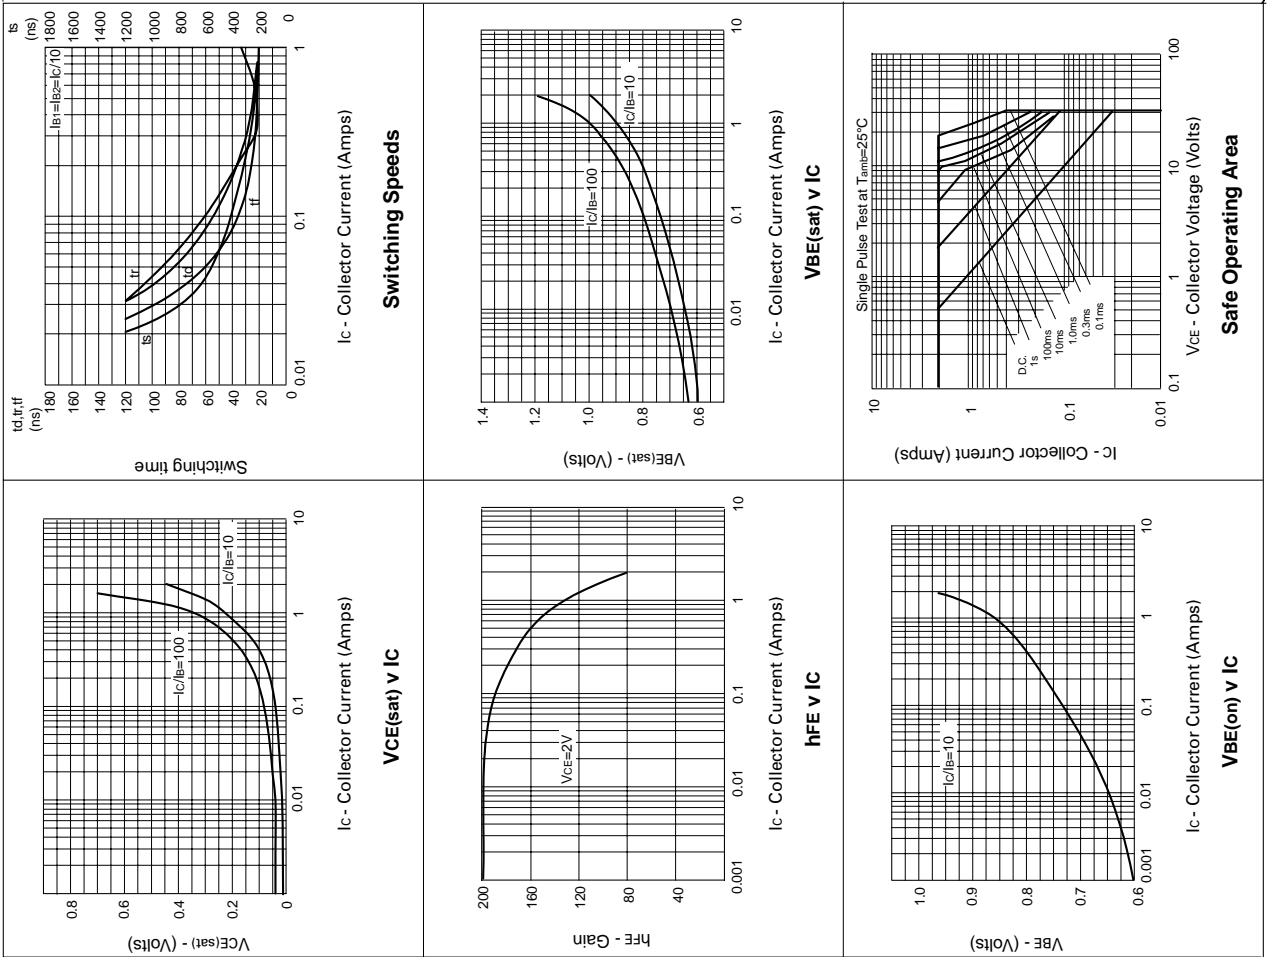 VCE(sat) - (Volts)
0.8
0.6
0.4
0.2
0
IC/IB=100
IC/IB=10
0.01
0.1
1
10
IC - Collector Current (Amps)
VCE(sat) v IC
Switching time
td,tr,tf
(ns)
180
160
140
120
100
80
60
40
20
0
IB1=IB2=IC/10
ts
(ns)
1800
1600
1400
1200
1000
800
600
400
200
0
ts
td
tr
tf
0.01
0.1
1
IC - Collector Current (Amps)
Switching Speeds
hFE - Gain
200
160
120
80
40
VCE=2V
0.001
0.01
0.1
1
10
IC - Collector Current (Amps)
hFE v IC
VBE(sat) - (Volts)
1.4
1.2
1.0
0.8
0.6
IC/IB=100
IC/IB=10
0.01
0.1
1
10
IC - Collector Current (Amps)
VBE(sat) v IC
VBE - (Volts)
1.0
0.9
0.8
0.7
0.6
IC/IB=10
0.001
0.01
0.1
1
10
IC - Collector Current (Amps)
VBE(on) v IC
IC - Collector Current (Amps)
10
1
0.1
0.01
Single Pulse Test at Tamb=25°C
D.C.
1s
100ms
10ms
1.0ms
0.3ms
0.1ms
0.1
1
10
100
VCE - Collector Voltage (Volts)
Safe Operating Area